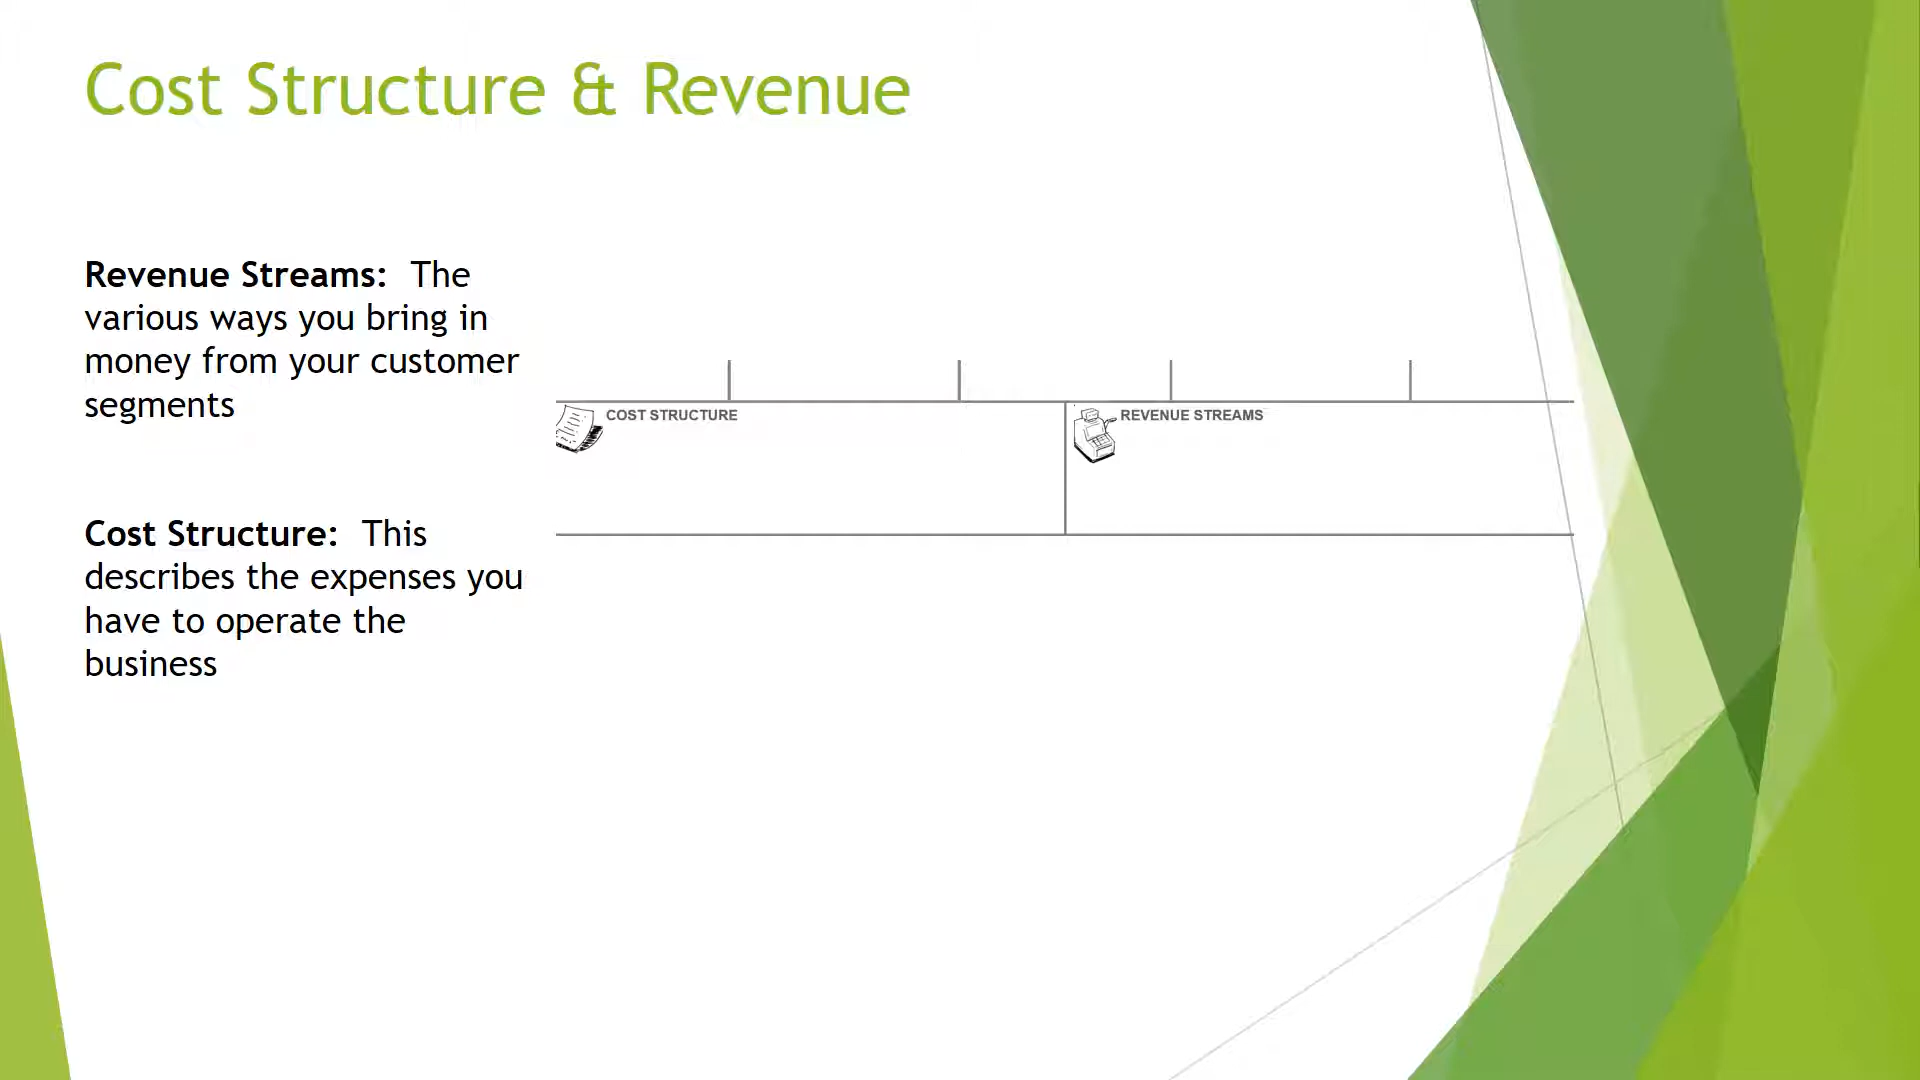 Cost Structure & Revenue
Revenue Streams: The
various ways you bring in
money from your customer
segments
Cost Structure: This
describes the expenses you
have to operate the
business
COST STRUCTURE
REVENUE STREAMS